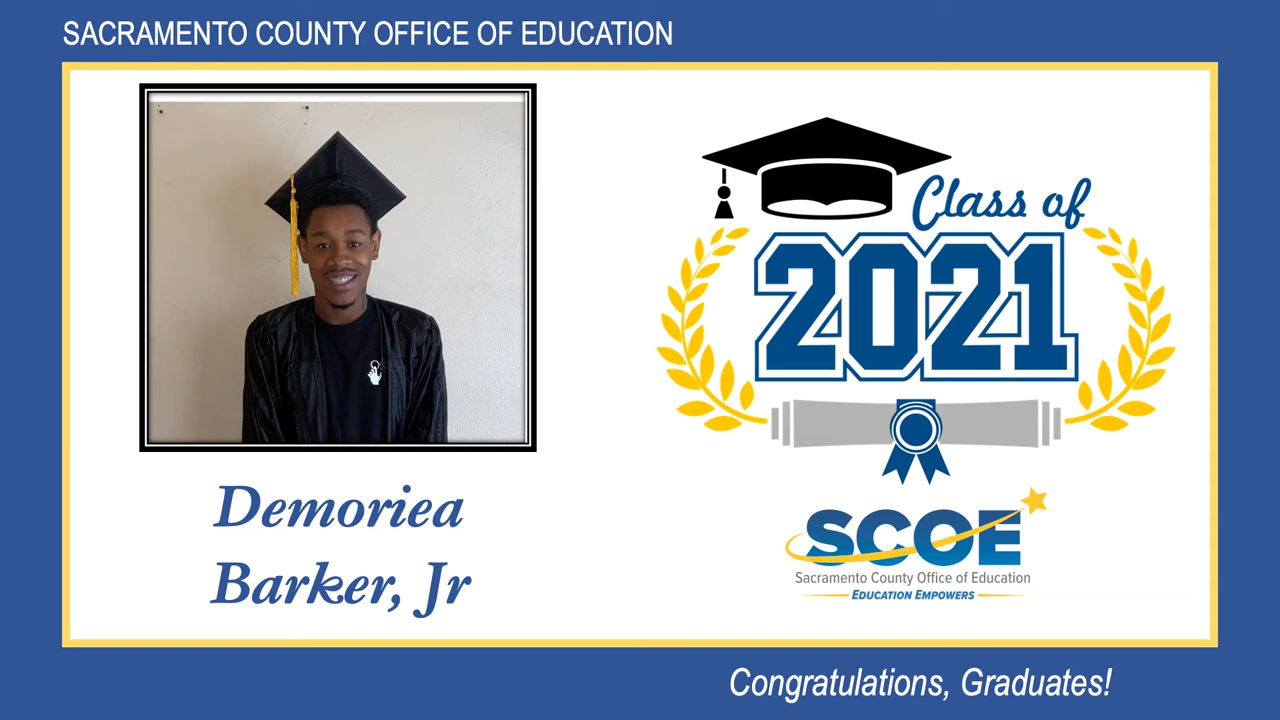 SACRAMENTO COUNTY OFFICE OF EDUCATION
Demoriea
Barker, Jr
Class of
2021
SCOE
Sacramento County Office of Education
EDUCATION EMPOWERS
Congratulations, Graduates!